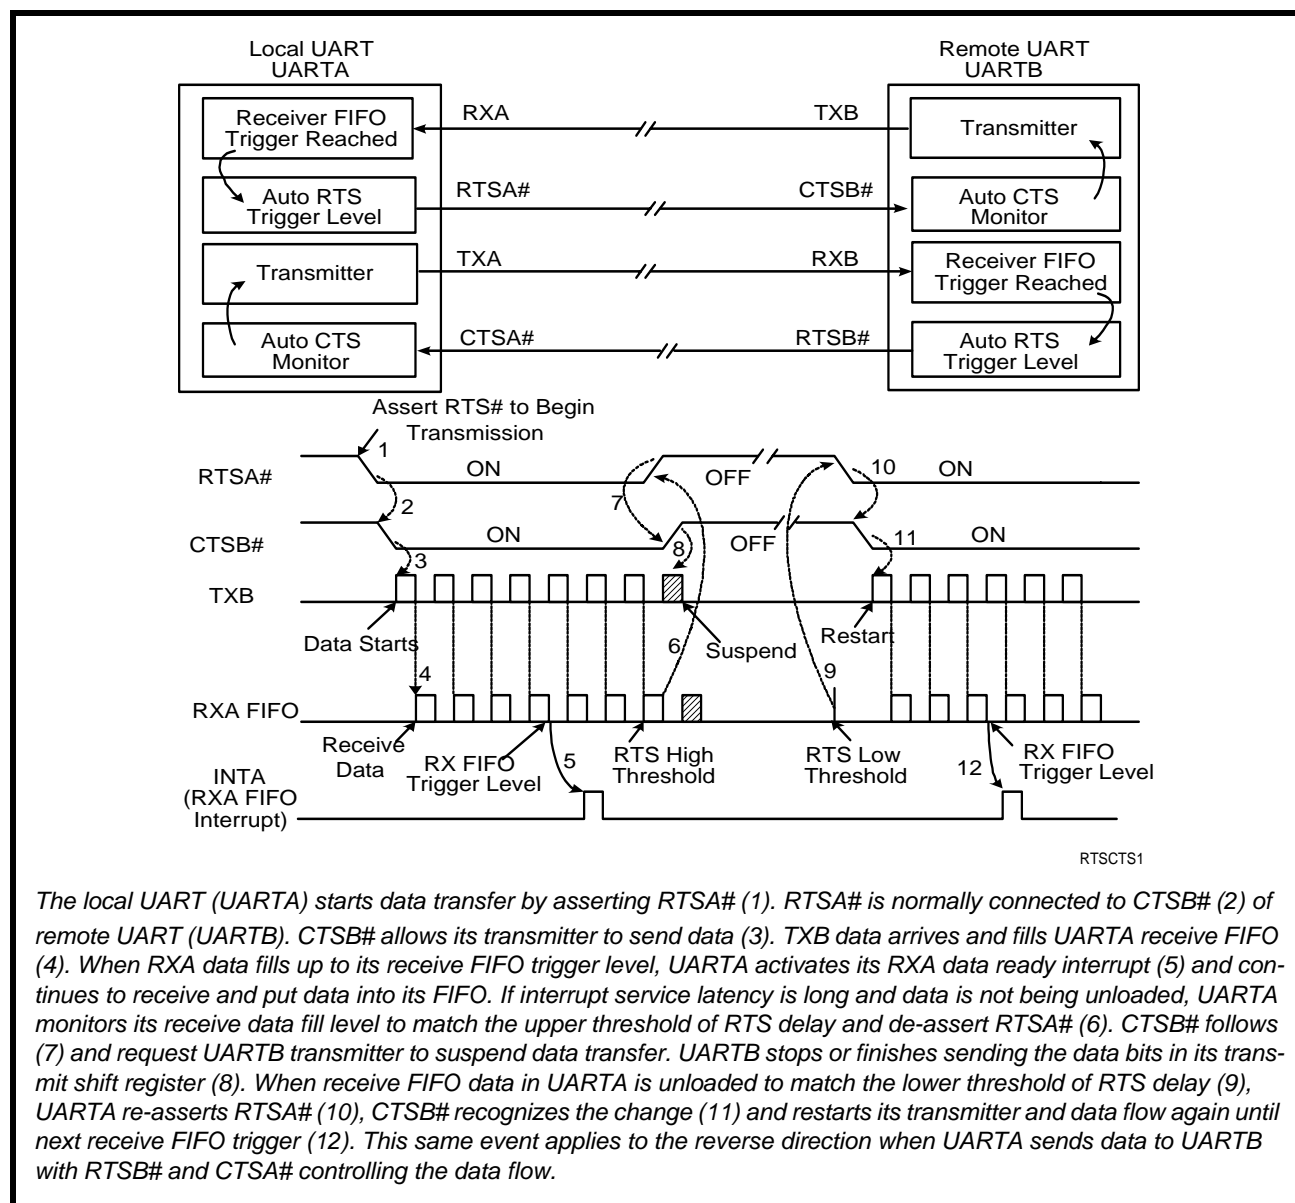 Local UART
UARTA
Remote UART
UARTB
Receiver FIFO
Trigger Reached
RXA
TXB
Transmitter
Auto RTS
Trigger Level
RTSA#
CTSB#
Auto CTS
Monitor
Transmitter
TXA
RXB
Receiver FIFO
Trigger Reached
Auto CTS
Monitor
CTSA#
RTSB#
Auto RTS
Trigger Level
Assert RTS# to Begin
Transmission
1
RTSA#
ON
OFF
10
ON
2
7
CTSB#
ON
8
OFF
11
ON
3
TXB
Data Starts
6
Suspend
Restart
4
9
RXA FIFO
Receive
Data
RX FIFO
Trigger Level
5
RTS High
Threshold
RTS Low
Threshold
12
RX FIFO
Trigger Level
INTA
(RXA FIFO
Interrupt)
RTSCTS1
The local UART (UARTA) starts data transfer by asserting RTSA# (1). RTSA# is normally connected to CTSB# (2) of
remote UART (UARTB). CTSB# allows its transmitter to send data (3). TXB data arrives and fills UARTA receive FIFO
(4). When RXA data fills up to its receive FIFO trigger level, UARTA activates its RXA data ready interrupt (5) and con-
tinues to receive and put data into its FIFO. If interrupt service latency is long and data is not being unloaded, UARTA
monitors its receive data fill level to match the upper threshold of RTS delay and de-assert RTSA# (6). CTSB# follows
(7) and request UARTB transmitter to suspend data transfer. UARTB stops or finishes sending the data bits in its trans-
mit shift register (8). When receive FIFO data in UARTA is unloaded to match the lower threshold of RTS delay (9),
UARTA re-asserts RTSA# (10), CTSB# recognizes the change (11) and restarts its transmitter and data flow again until
next receive FIFO trigger (12). This same event applies to the reverse direction when UARTA sends data to UARTB
with RTSB# and CTSA# controlling the data flow.